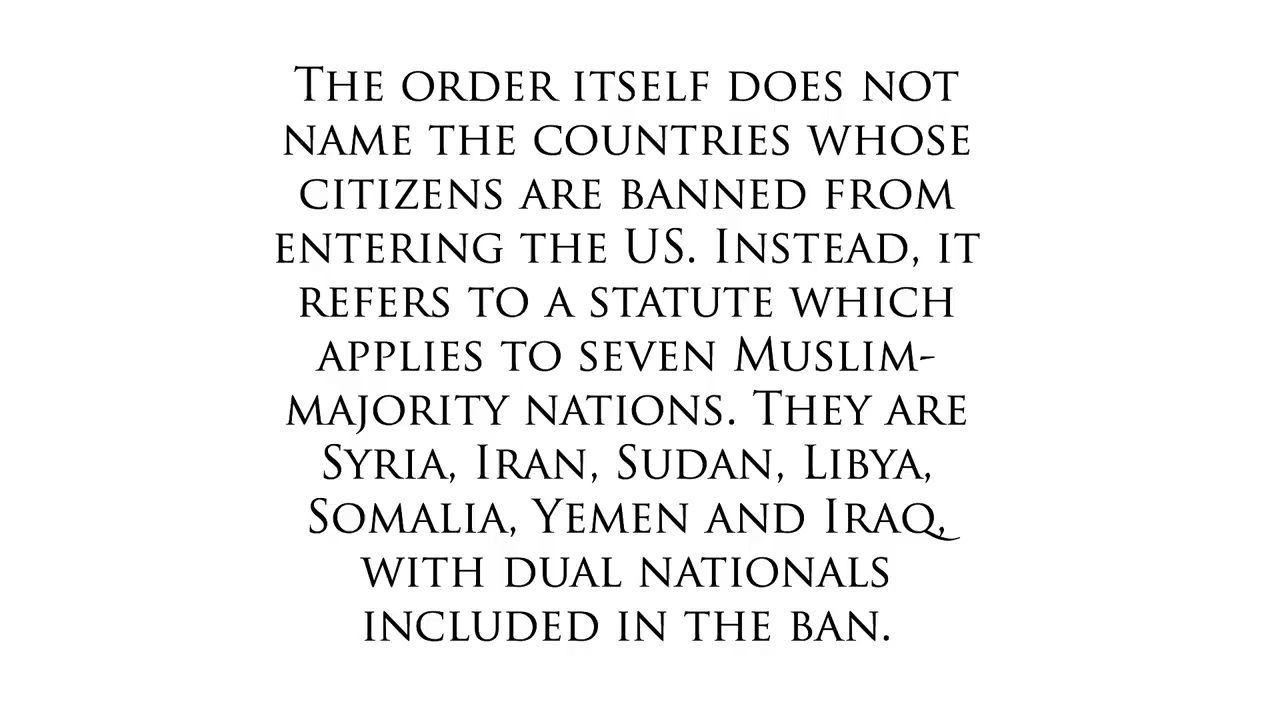 The order itself does not
name the countries whose
citizens are banned from
entering the US. Instead, it
refers to a statute which
applies to seven Muslim-
majority nations. They are
Syria, Iran, Sudan, Libya,
Somalia, Yemen and Iraq,
with dual nationals
included in the ban.